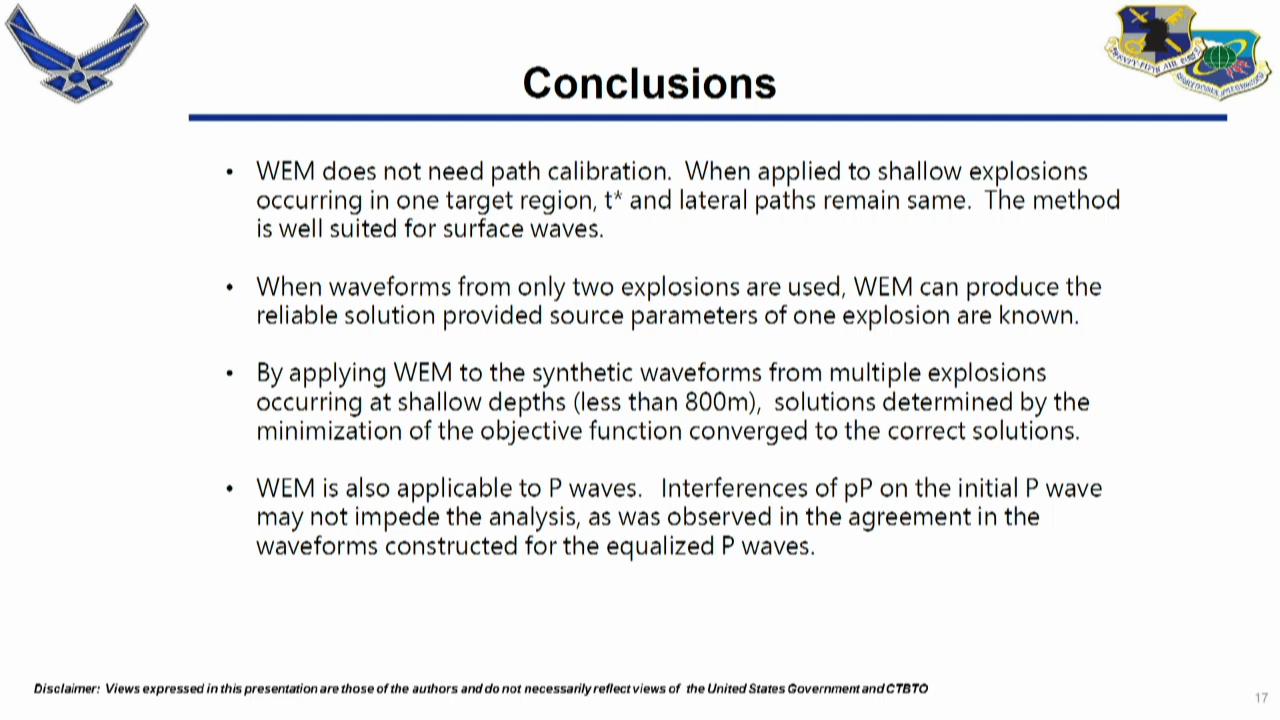 Conclusions
• WEM does not need path calibration.  When applied to shallow explosions
occurring in one target region, t* and lateral paths remain same.  The method
is well suited for surface waves.
• When waveforms from only two explosions are used, WEM can produce the
reliable solution provided source parameters of one explosion are known.
• By applying WEM to the synthetic waveforms from multiple explosions
occurring at shallow depths (less than 800m),  solutions determined by the
minimization of the objective function converged to the correct solutions.
• WEM is also applicable to P waves.   Interferences of pP on the initial P wave
may not impede the analysis, as was observed in the agreement in the
waveforms constructed for the equalized P waves.
Disclaimer:  Views expressed in this presentation are those of the authors and do not necessarily reflect views of  the United States Government and CTBTO
17